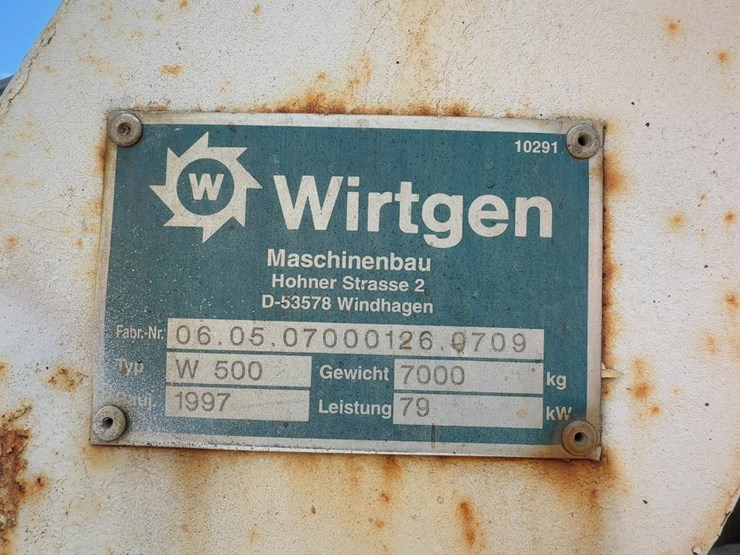 10291
W Wirtgen
Maschinenbau
Hohner Strasse 2
D-53578 Windhagen
Fabr.-Nr. 06.05.07000126.0709
Typ W 500 Gewicht 7000 kg
Bauj. 1997 Leistung 79 kW